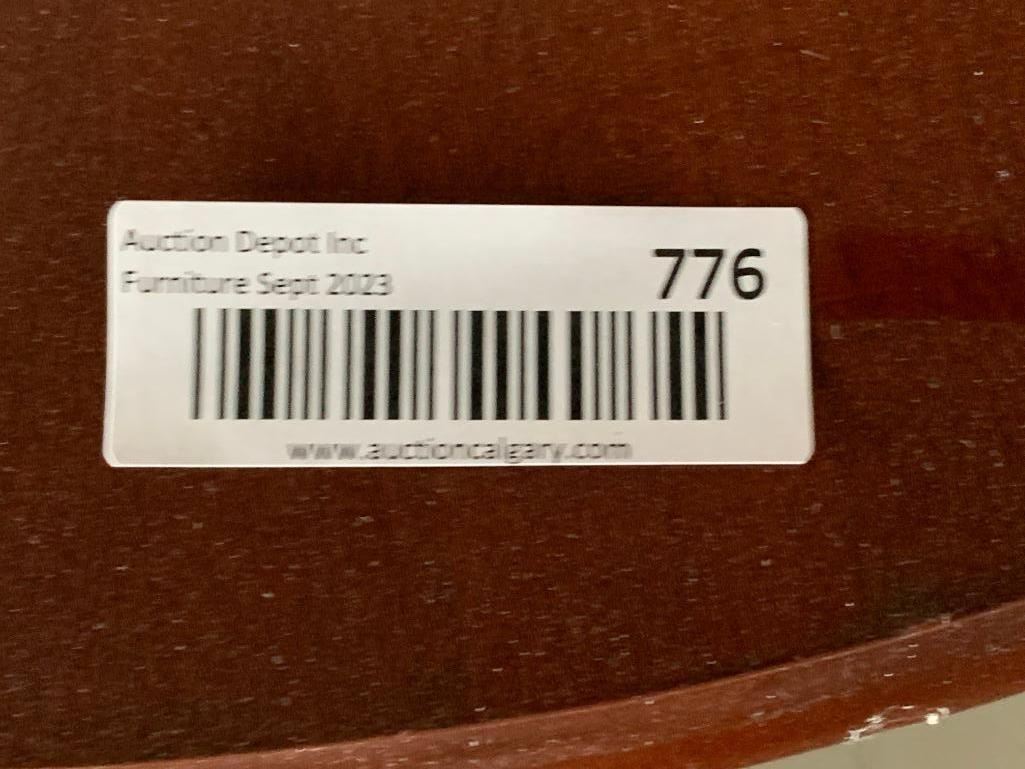 Auction Depot Inc
Furniture Sept 2023
776
www.auctioncalgary.com